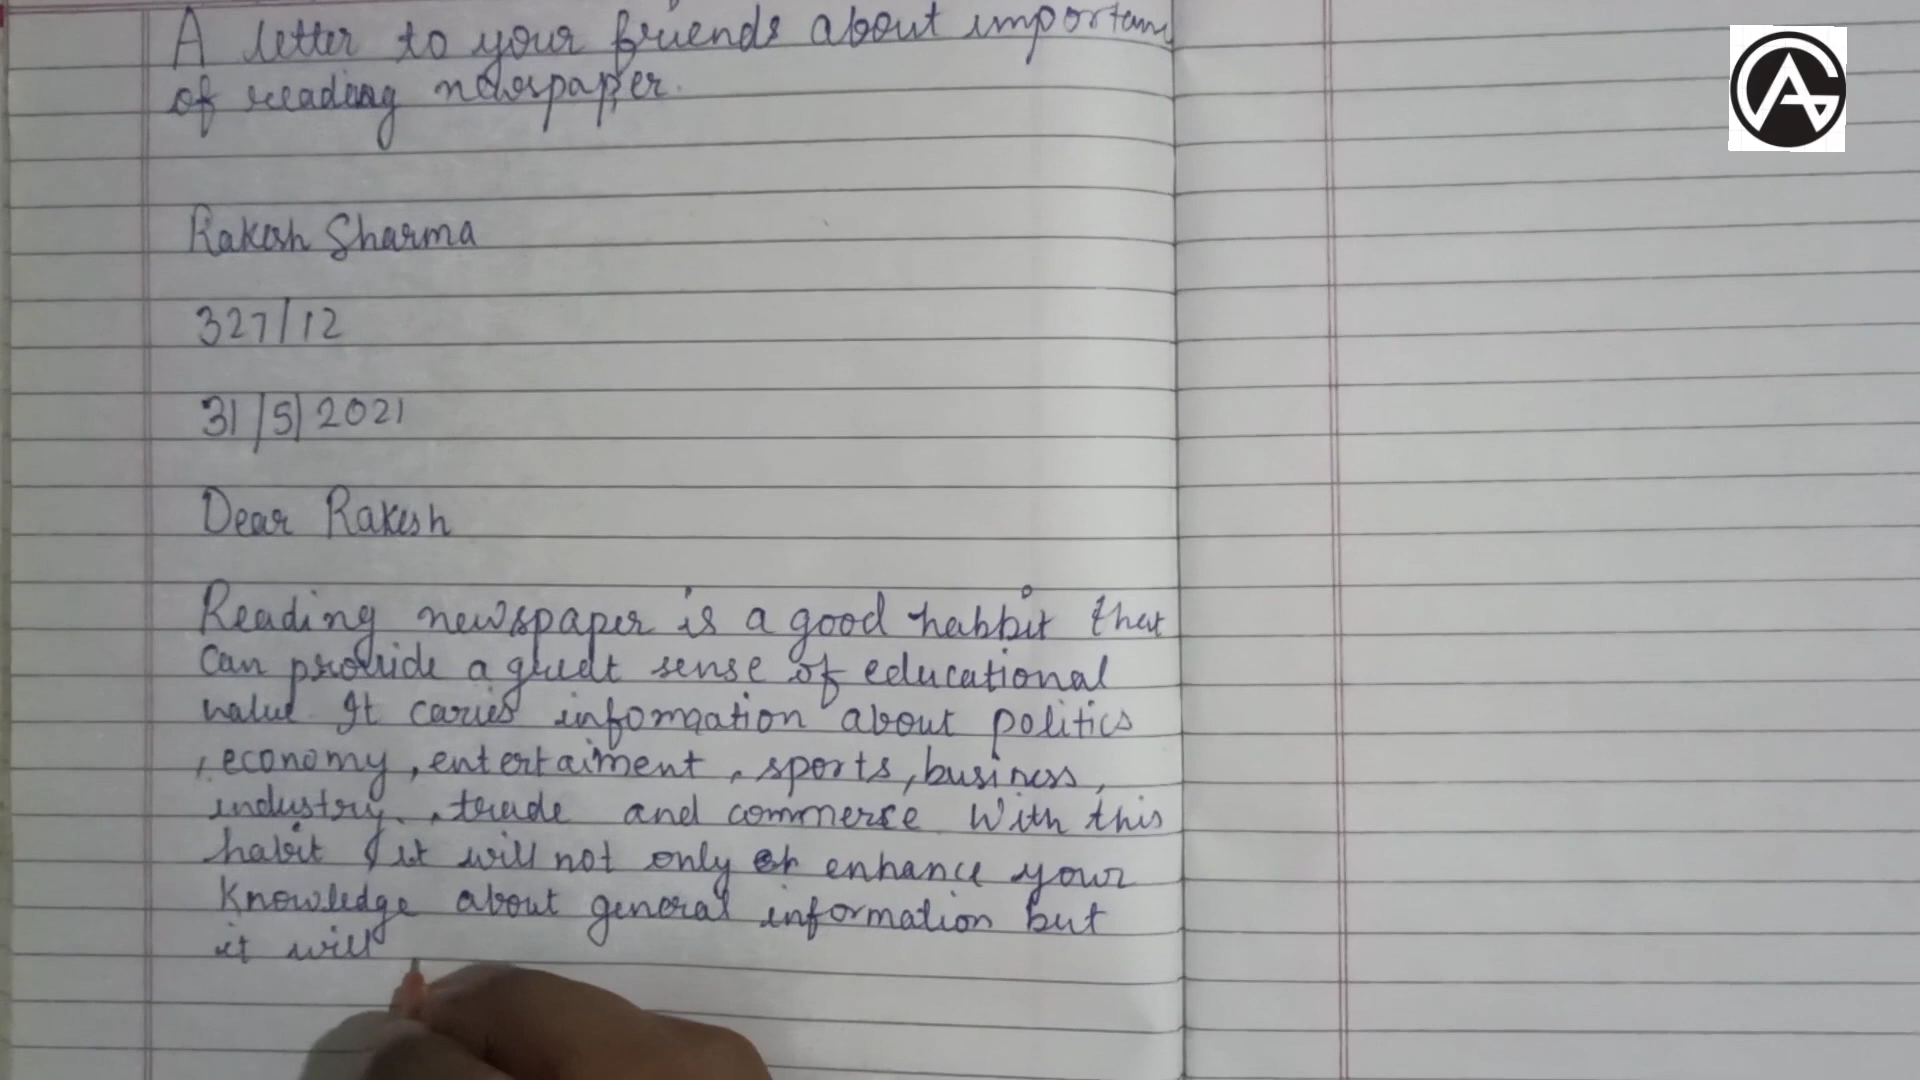 A letter to your friends about importanc
of reading newspaper.
Rakesh Sharma
327/12
31/5/2021
Dear Rakesh
Reading newspaper is a good habbit that
can provide a great sense of educational
value. It caries infomqation about politics
, economy, entertaiment, sports, business,
industry, trade and commerce With this
habit it will not only enhance your
knowledge about general information but
it will